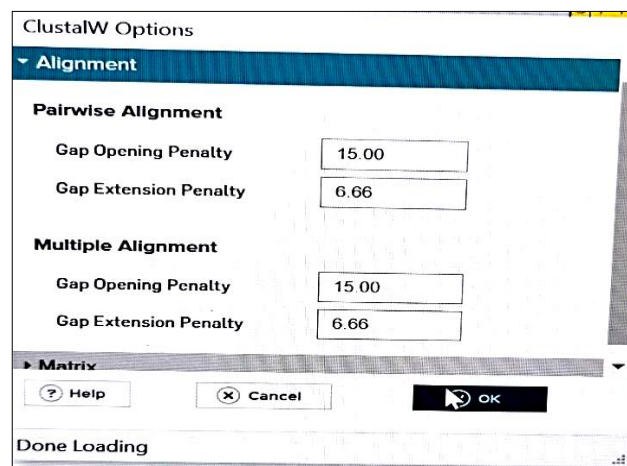 ClustalW Options
Alignment
Pairwise Alignment
Gap Opening Penalty 15.00
Gap Extension Penalty 6.66
Multiple Alignment
Gap Opening Penalty 15.00
Gap Extension Penalty 6.66
Matrix
? Help Cancel OK
Done Loading